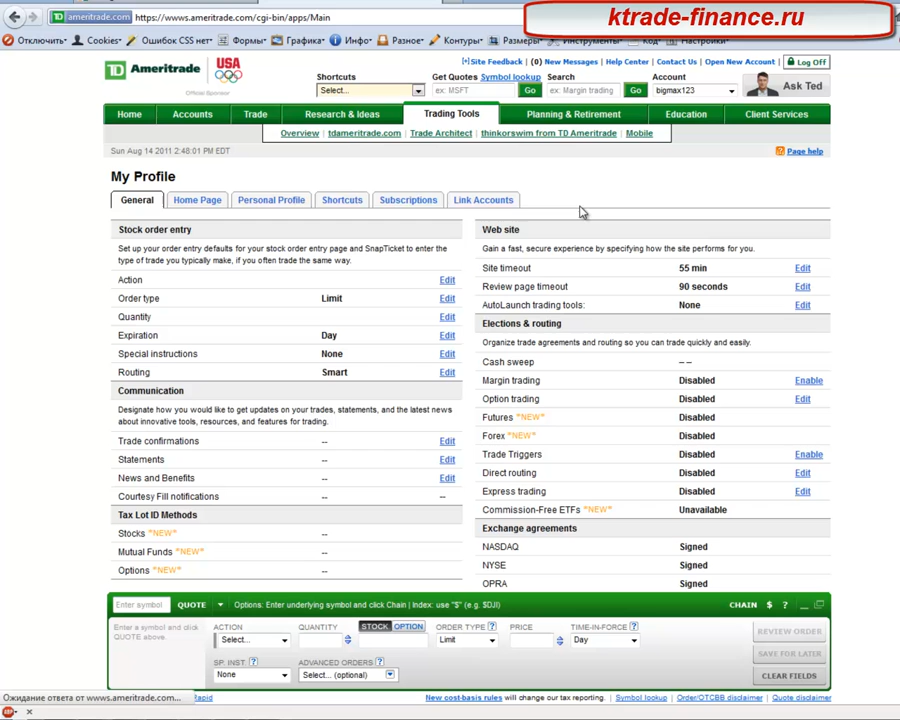 ameritrade.com
https://www.ameritrade.com/cgi-bin/apps/Main
ktrade-finance.ru
Отключить Cookies Ошибок CSS нет Формы Графика Инфо Разное Контуры Размеры Инструменты Код Настройки
TD Ameritrade
USA
Official Sponsor
[+]Site Feedback (0) New Messages Help Center Contact Us Open New Account Log Off
Shortcuts Get Quotes Symbol lookup Search Account
Select... ex: MSFT Go ex: Margin trading Go bigmax123 Ask Ted
Home Accounts Trade Research & Ideas Trading Tools Planning & Retirement Education Client Services
Overview tdameritrade.com Trade Architect thinkorswim from TD Ameritrade Mobile
Sun Aug 14 2011 2:48:01 PM EDT
Page help
My Profile
General Home Page Personal Profile Shortcuts Subscriptions Link Accounts
Stock order entry
Set up your order entry defaults for your stock order entry page and SnapTicket to enter the
type of trade you typically make, if you often trade the same way.
Action Edit
Order type Limit Edit
Quantity Edit
Expiration Day Edit
Special instructions None Edit
Routing Smart Edit
Communication
Designate how you would like to get updates on your trades, statements, and the latest news
about innovative tools, resources, and features for trading.
Trade confirmations -- Edit
Statements -- Edit
News and Benefits -- Edit
Courtesy Fill notifications --
Tax Lot ID Methods
Stocks "NEW" --
Mutual Funds "NEW" --
Options "NEW" --
Web site
Gain a fast, secure experience by specifying how the site performs for you.
Site timeout 55 min Edit
Review page timeout 90 seconds Edit
AutoLaunch trading tools: None Edit
Elections & routing
Organize trade agreements and routing so you can trade quickly and easily.
Cash sweep – –
Margin trading Disabled Enable
Option trading Disabled Edit
Futures "NEW" Disabled
Forex "NEW" Disabled
Trade Triggers Disabled Enable
Direct routing Disabled Edit
Express trading Disabled Edit
Commission-Free ETFs "NEW" Unavailable
Exchange agreements
NASDAQ Signed
NYSE Signed
OPRA Signed
Enter symbol QUOTE Options: Enter underlying symbol and click Chain | Index: use "$" (e.g. $DJI) CHAIN $ ?
Enter a symbol and click
QUOTE above.
ACTION QUANTITY STOCK OPTION ORDER TYPE ? PRICE TIME-IN-FORCE ?
Select... Limit Day
REVIEW ORDER
SAVE FOR LATER
SP. INST. ? ADVANCED ORDERS ?
None Select... (optional)
CLEAR FIELDS
Ожидание ответа от wwws.ameritrade.com... Rapid
New cost-basis rules will change our tax reporting. Symbol lookup Order/OTCBB disclaimer Quote disclaimer